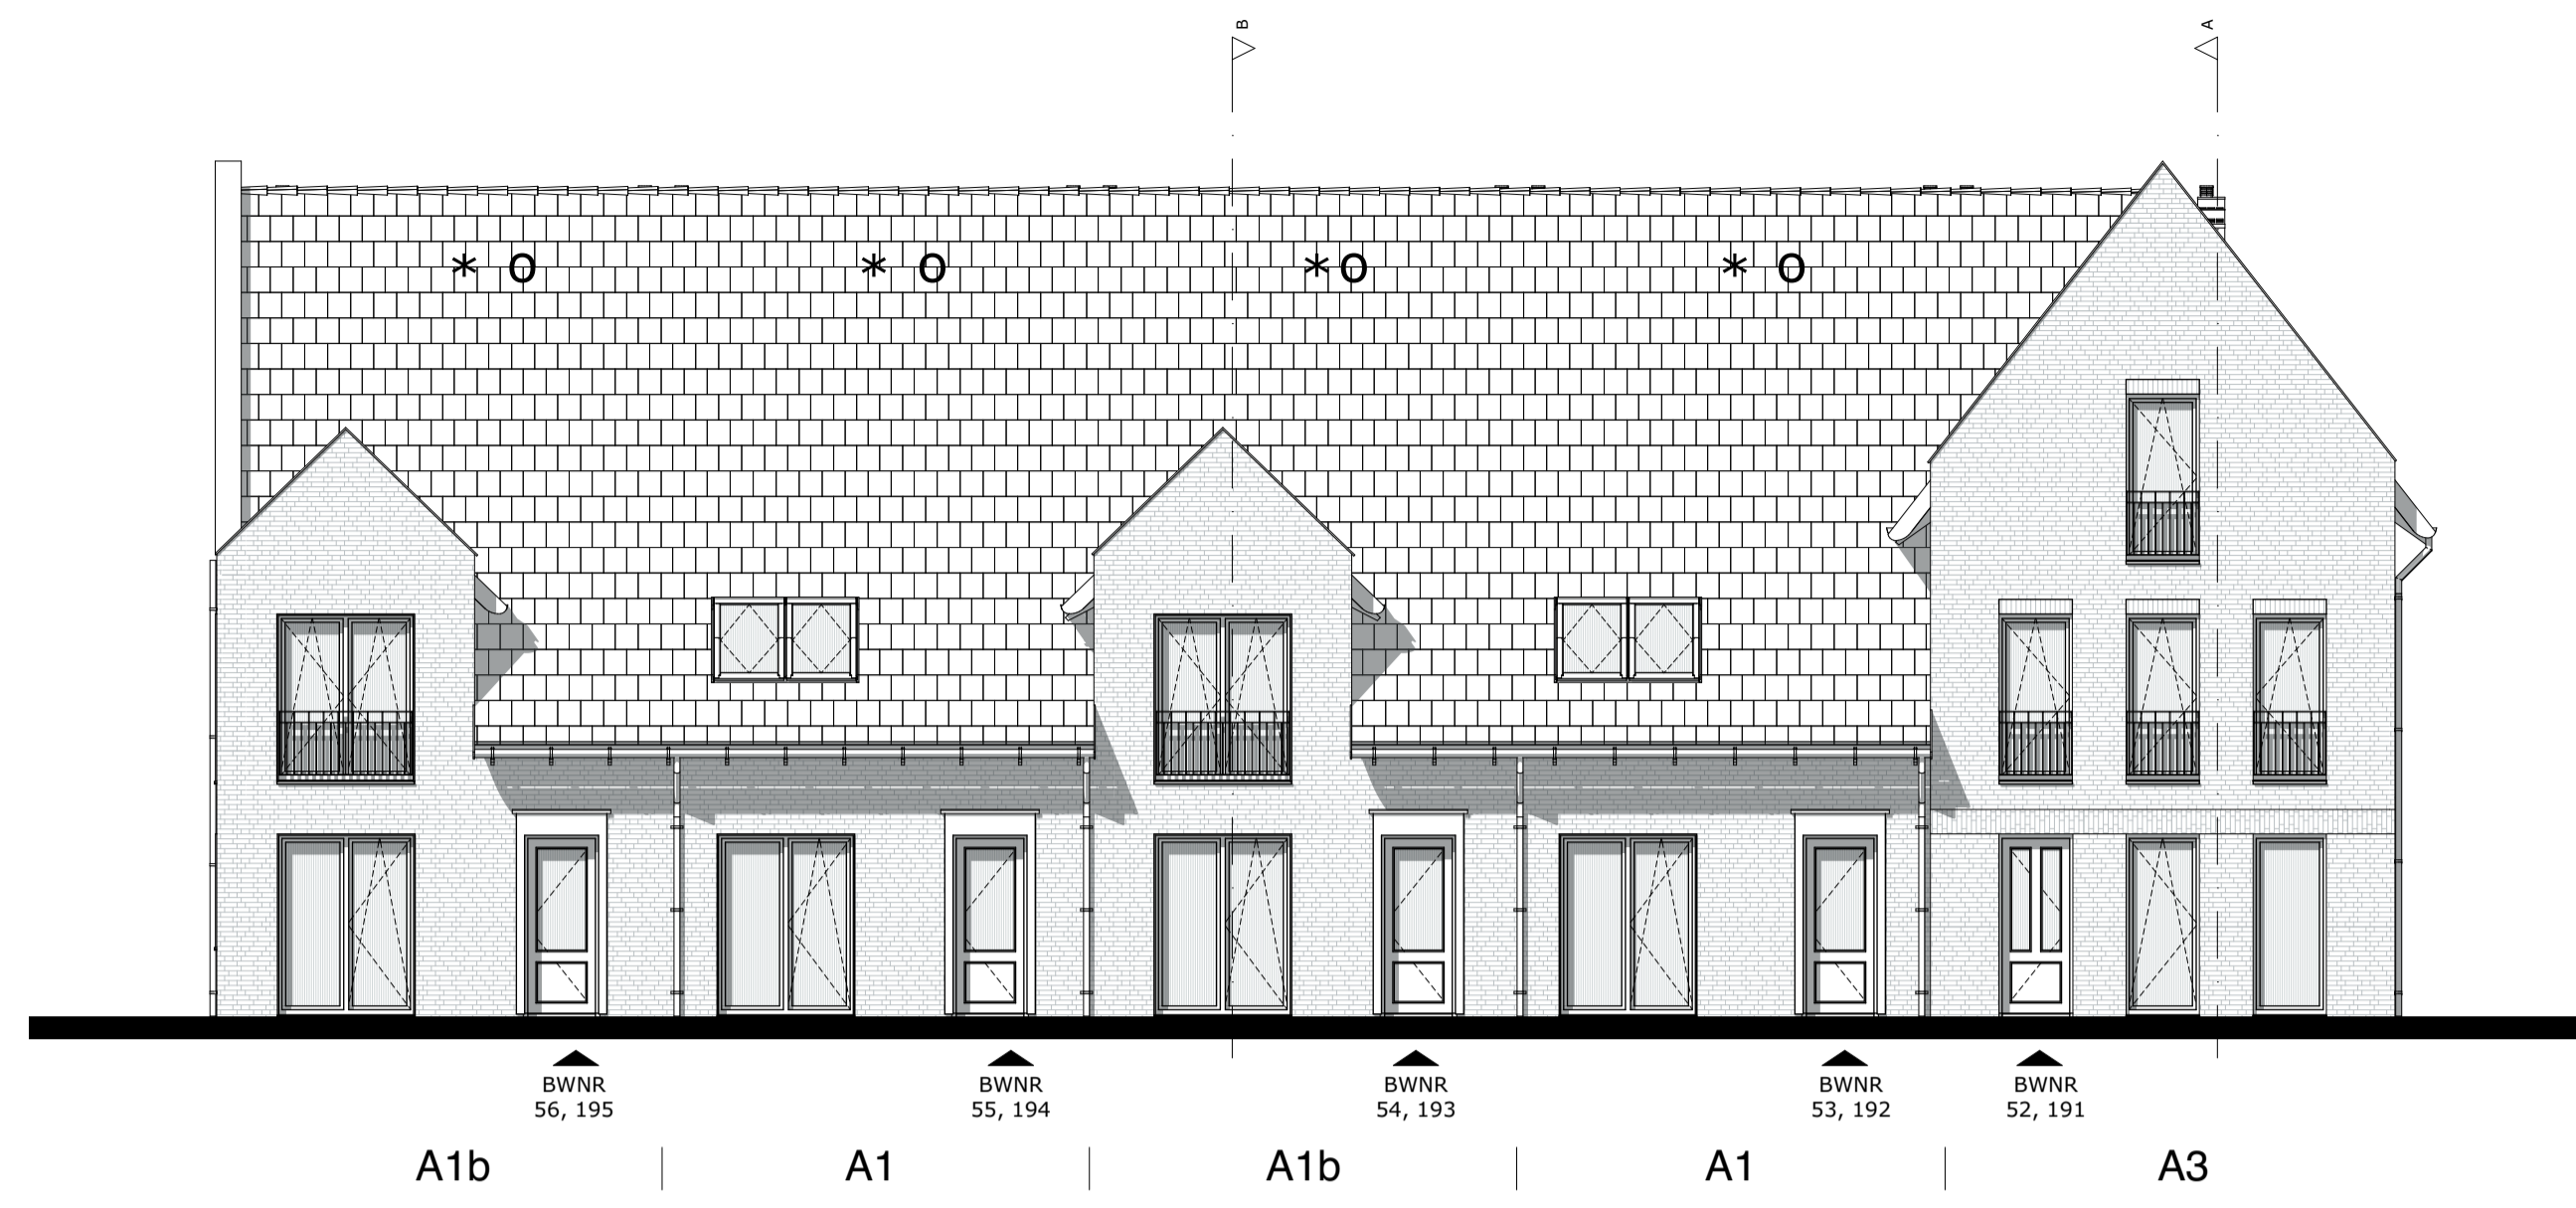 B
A
* o
* o
* o
* o
BWNR
56, 195
BWNR
55, 194
BWNR
54, 193
BWNR
53, 192
BWNR
52, 191
A1b
A1
A1b
A1
A3